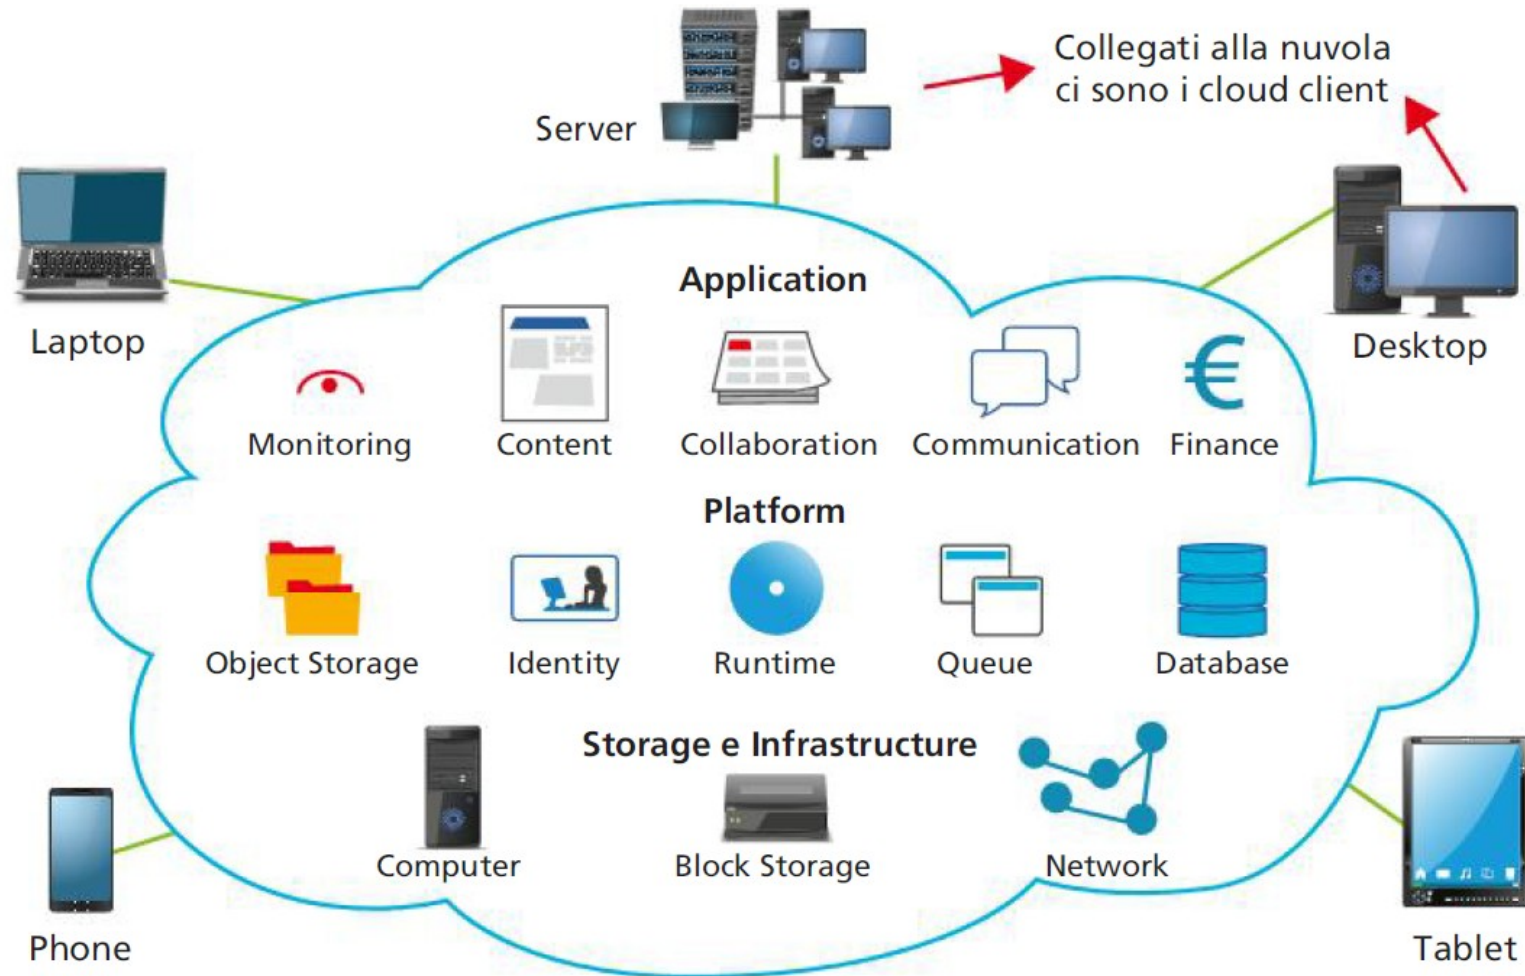 Collegati alla nuvola
ci sono i cloud client
Server
Laptop
Desktop
Application
Monitoring
Content
Collaboration
Communication
Finance
€
Platform
Object Storage
Identity
Runtime
Queue
Database
Storage e Infrastructure
Computer
Block Storage
Network
Phone
Tablet